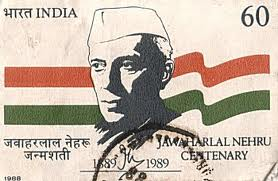 भारत INDIA 60
जवाहरलाल नेहरू
जन्मशती
JAWAHARLAL NEHRU
CENTENARY
1889 1989
1988